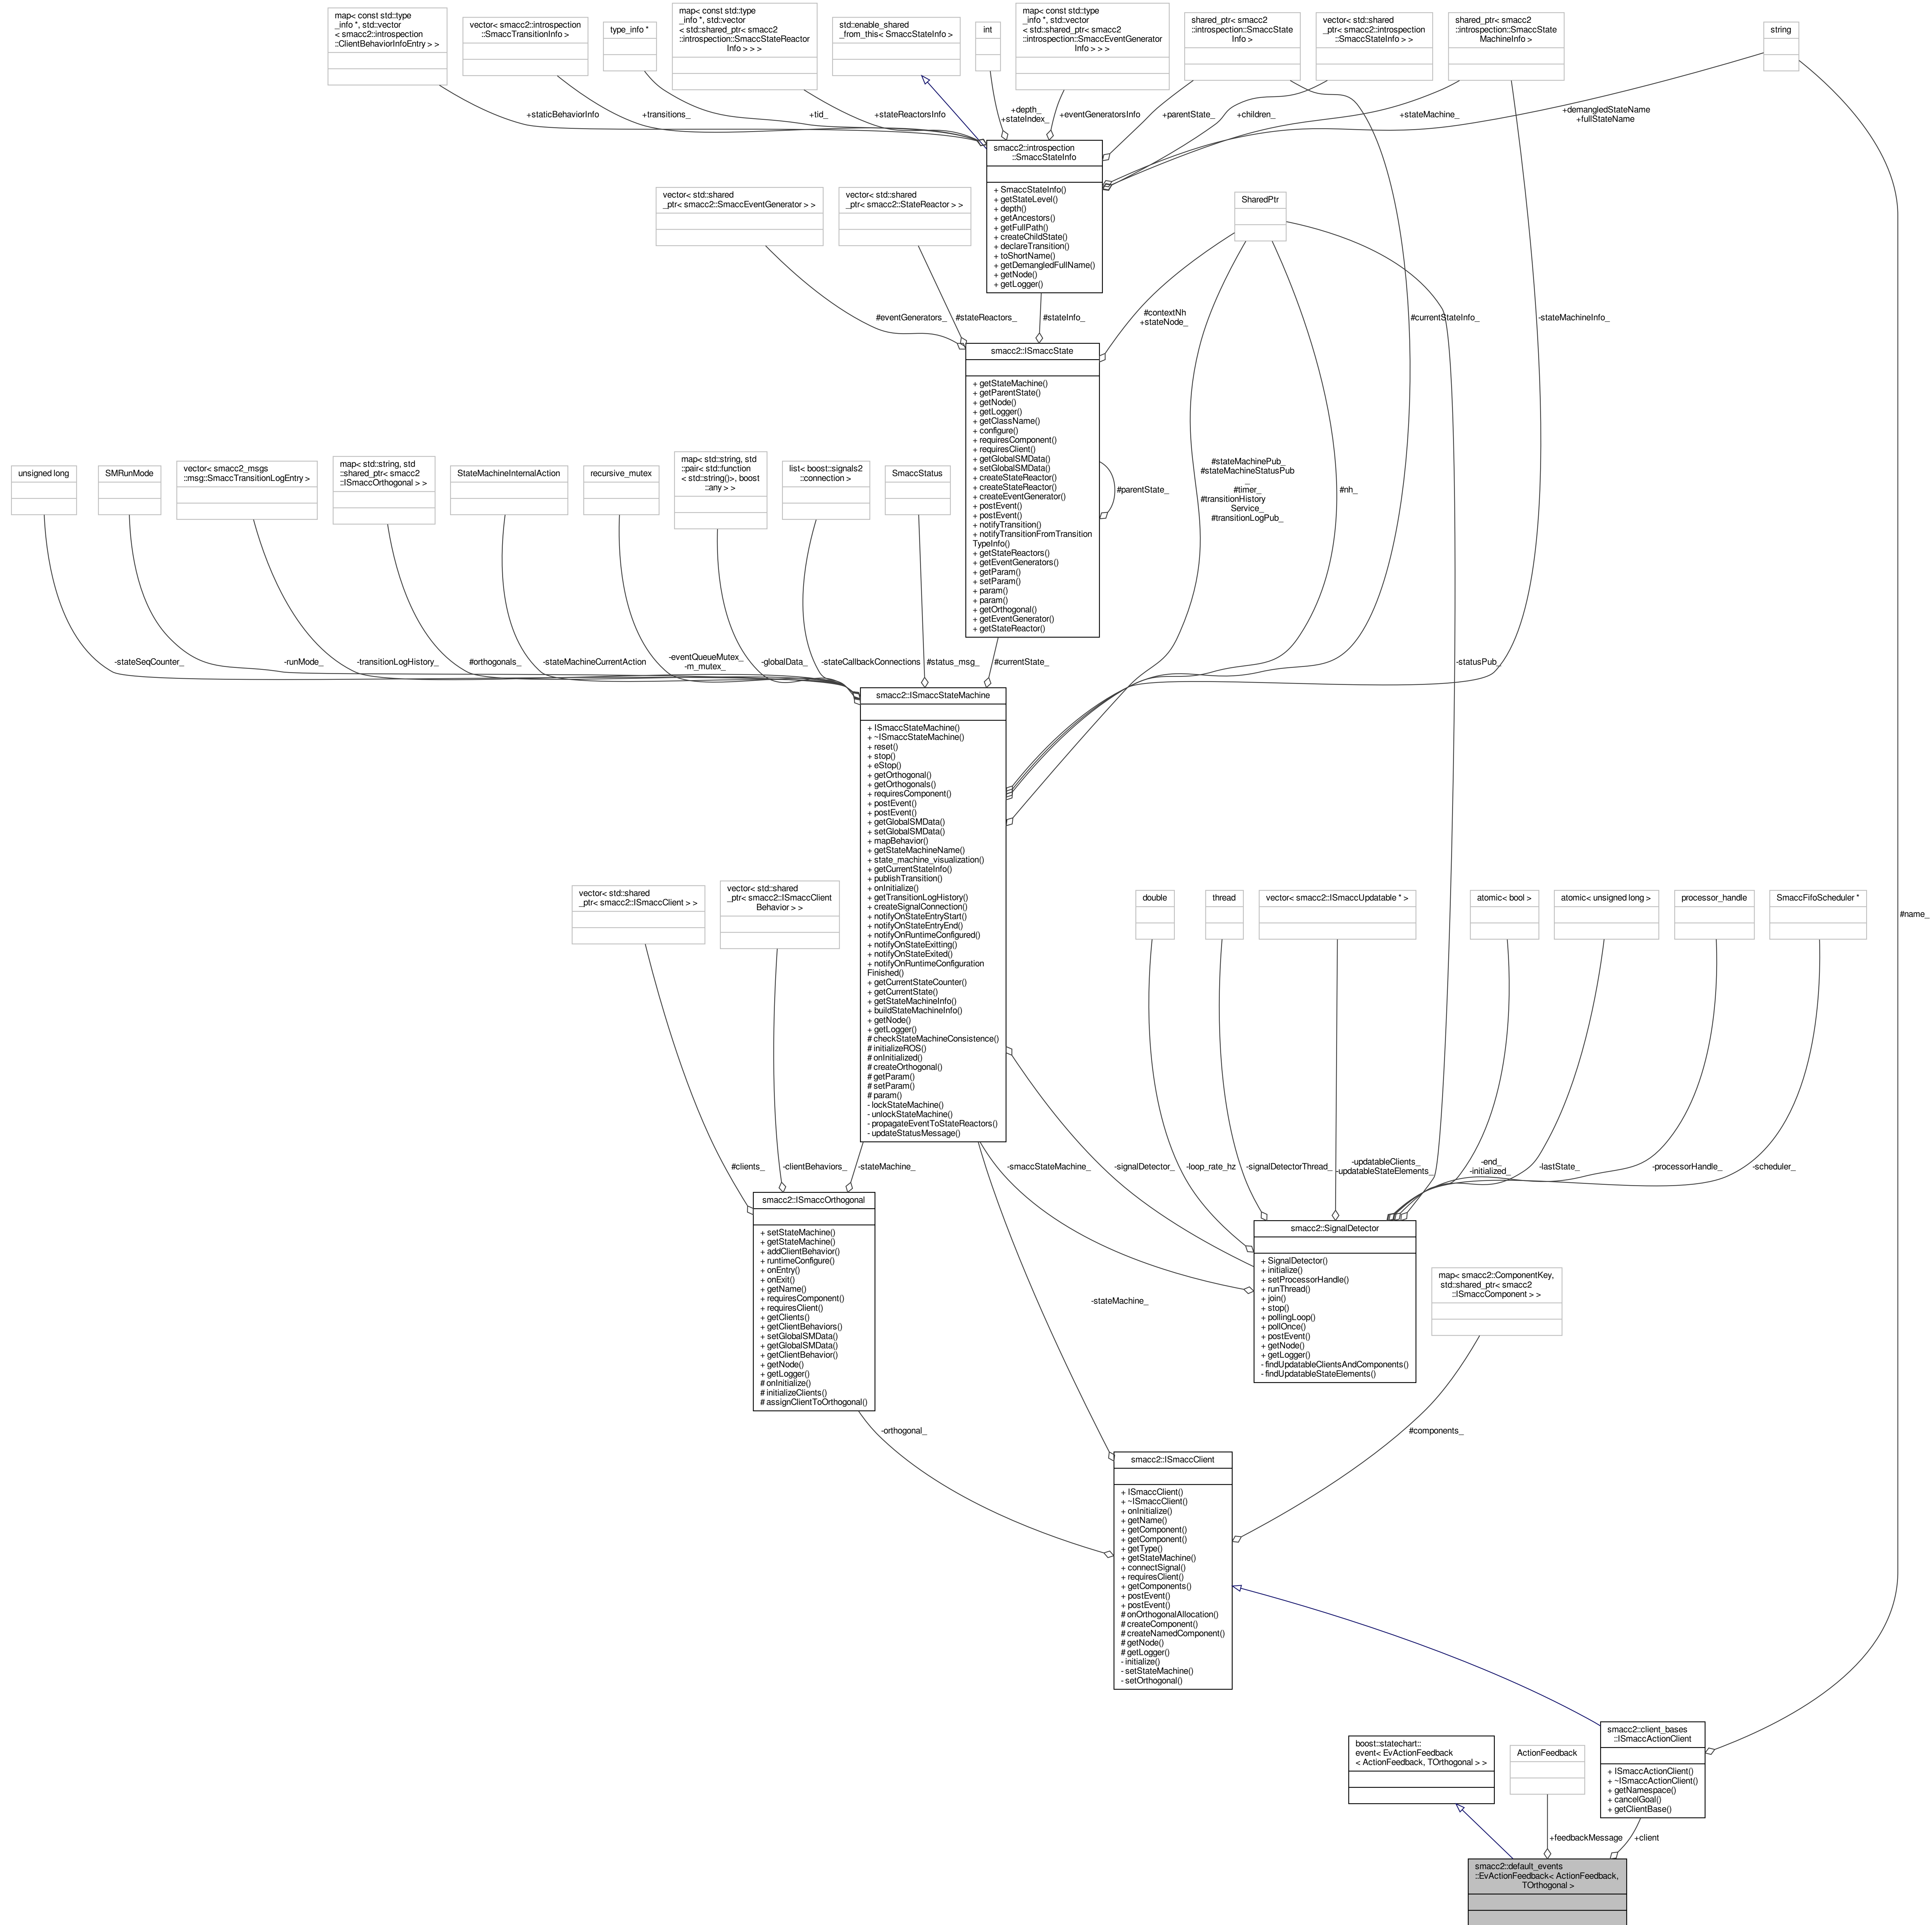 map< const std::type
_info *, std::vector
< smacc2::introspection
::ClientBehaviorInfoEntry > >
vector< smacc2::introspection
::SmaccTransitionInfo >
type_info *
map< const std::type
_info *, std::vector
< std::shared_ptr< smacc2
::introspection::SmaccStateReactor
Info > > >
std::enable_shared
_from_this< SmaccStateInfo >
int
map< const std::type
_info *, std::vector
< std::shared_ptr< smacc2
::introspection::SmaccEventGenerator
Info > > >
shared_ptr< smacc2
::introspection::SmaccState
Info >
vector< std::shared
_ptr< smacc2::introspection
::SmaccStateInfo > >
shared_ptr< smacc2
::introspection::SmaccState
MachineInfo >
string
+staticBehaviorInfo
+transitions_
+tid_
+stateReactorsInfo
+depth_
+stateIndex_
+eventGeneratorsInfo
+parentState_
+children_
+stateMachine_
+demangledStateName
+fullStateName
smacc2::introspection
::SmaccStateInfo
+ SmaccStateInfo()
+ getStateLevel()
+ depth()
+ getAncestors()
+ getFullPath()
+ createChildState()
+ declareTransition()
+ toShortName()
+ getDemangledFullName()
+ getNode()
+ getLogger()
vector< std::shared
_ptr< smacc2::SmaccEventGenerator > >
vector< std::shared
_ptr< smacc2::StateReactor > >
SharedPtr
#eventGenerators_
#stateReactors_
#stateInfo_
#contextNh
+stateNode_
#currentStateInfo_
-stateMachineInfo_
smacc2::ISmaccState
+ getStateMachine()
+ getParentState()
+ getNode()
+ getLogger()
+ getClassName()
+ configure()
+ requiresComponent()
+ requiresClient()
+ getGlobalSMData()
+ setGlobalSMData()
+ createStateReactor()
+ createStateReactor()
+ createEventGenerator()
+ postEvent()
+ postEvent()
+ notifyTransition()
+ notifyTransitionFromTransition
TypeInfo()
+ getStateReactors()
+ getEventGenerators()
+ getParam()
+ setParam()
+ param()
+ param()
+ getOrthogonal()
+ getEventGenerator()
+ getStateReactor()
#parentState_
#stateMachinePub_
#stateMachineStatusPub
_
#timer_
#transitionHistory
Service_
#transitionLogPub_
#nh_
unsigned long
SMRunMode
vector< smacc2_msgs
::msg::SmaccTransitionLogEntry >
map< std::string, std
::shared_ptr< smacc2
::ISmaccOrthogonal > >
StateMachineInternalAction
recursive_mutex
map< std::string, std
::pair< std::function
< std::string()>, boost
::any > >
list< boost::signals2
::connection >
SmaccStatus
-stateSeqCounter_
-runMode_
-transitionLogHistory_
#orthogonals_
-stateMachineCurrentAction
-eventQueueMutex_
-m_mutex_
-globalData_
-stateCallbackConnections
#status_msg_
#currentState_
-statusPub_
smacc2::ISmaccStateMachine
+ ISmaccStateMachine()
+ ~ISmaccStateMachine()
+ reset()
+ stop()
+ eStop()
+ getOrthogonal()
+ getOrthogonals()
+ requiresComponent()
+ postEvent()
+ postEvent()
+ getGlobalSMData()
+ setGlobalSMData()
+ mapBehavior()
+ getStateMachineName()
+ state_machine_visualization()
+ getCurrentStateInfo()
+ publishTransition()
+ onInitialize()
+ getTransitionLogHistory()
+ createSignalConnection()
+ notifyOnStateEntryStart()
+ notifyOnStateEntryEnd()
+ notifyOnRuntimeConfigured()
+ notifyOnStateExitting()
+ notifyOnStateExited()
+ notifyOnRuntimeConfiguration
Finished()
+ getCurrentStateCounter()
+ getCurrentState()
+ getStateMachineInfo()
+ buildStateMachineInfo()
+ getNode()
+ getLogger()
# checkStateMachineConsistence()
# initializeROS()
# onInitialized()
# createOrthogonal()
# getParam()
# setParam()
# param()
- lockStateMachine()
- unlockStateMachine()
- propagateEventToStateReactors()
- updateStatusMessage()
vector< std::shared
_ptr< smacc2::ISmaccClient > >
vector< std::shared
_ptr< smacc2::ISmaccClient
Behavior > >
double
thread
vector< smacc2::ISmaccUpdatable * >
atomic< bool >
atomic< unsigned long >
processor_handle
SmaccFifoScheduler *
#name_
#clients_
-clientBehaviors_
-stateMachine_
-smaccStateMachine_
-signalDetector_
-loop_rate_hz
-signalDetectorThread_
-updatableClients_
-updatableStateElements_
-end_
-initialized_
-lastState_
-processorHandle_
-scheduler_
smacc2::ISmaccOrthogonal
+ setStateMachine()
+ getStateMachine()
+ addClientBehavior()
+ runtimeConfigure()
+ onEntry()
+ onExit()
+ getName()
+ requiresComponent()
+ requiresClient()
+ getClients()
+ getClientBehaviors()
+ setGlobalSMData()
+ getGlobalSMData()
+ getClientBehavior()
+ getNode()
+ getLogger()
# onInitialize()
# initializeClients()
# assignClientToOrthogonal()
smacc2::SignalDetector
+ SignalDetector()
+ initialize()
+ setProcessorHandle()
+ runThread()
+ join()
+ stop()
+ pollingLoop()
+ pollOnce()
+ postEvent()
+ getNode()
+ getLogger()
- findUpdatableClientsAndComponents()
- findUpdatableStateElements()
map< smacc2::ComponentKey,
std::shared_ptr< smacc2
::ISmaccComponent > >
-stateMachine_
-orthogonal_
#components_
smacc2::ISmaccClient
+ ISmaccClient()
+ ~ISmaccClient()
+ onInitialize()
+ getName()
+ getComponent()
+ getComponent()
+ getType()
+ getStateMachine()
+ connectSignal()
+ requiresClient()
+ getComponents()
+ postEvent()
+ postEvent()
# onOrthogonalAllocation()
# createComponent()
# createNamedComponent()
# getNode()
# getLogger()
- initialize()
- setStateMachine()
- setOrthogonal()
boost::statechart::
event< EvActionFeedback
< ActionFeedback, TOrthogonal > >
ActionFeedback
smacc2::client_bases
::ISmaccActionClient
+ ISmaccActionClient()
+ ~ISmaccActionClient()
+ getNamespace()
+ cancelGoal()
+ getClientBase()
+feedbackMessage
+client
smacc2::default_events
::EvActionFeedback< ActionFeedback,
TOrthogonal >